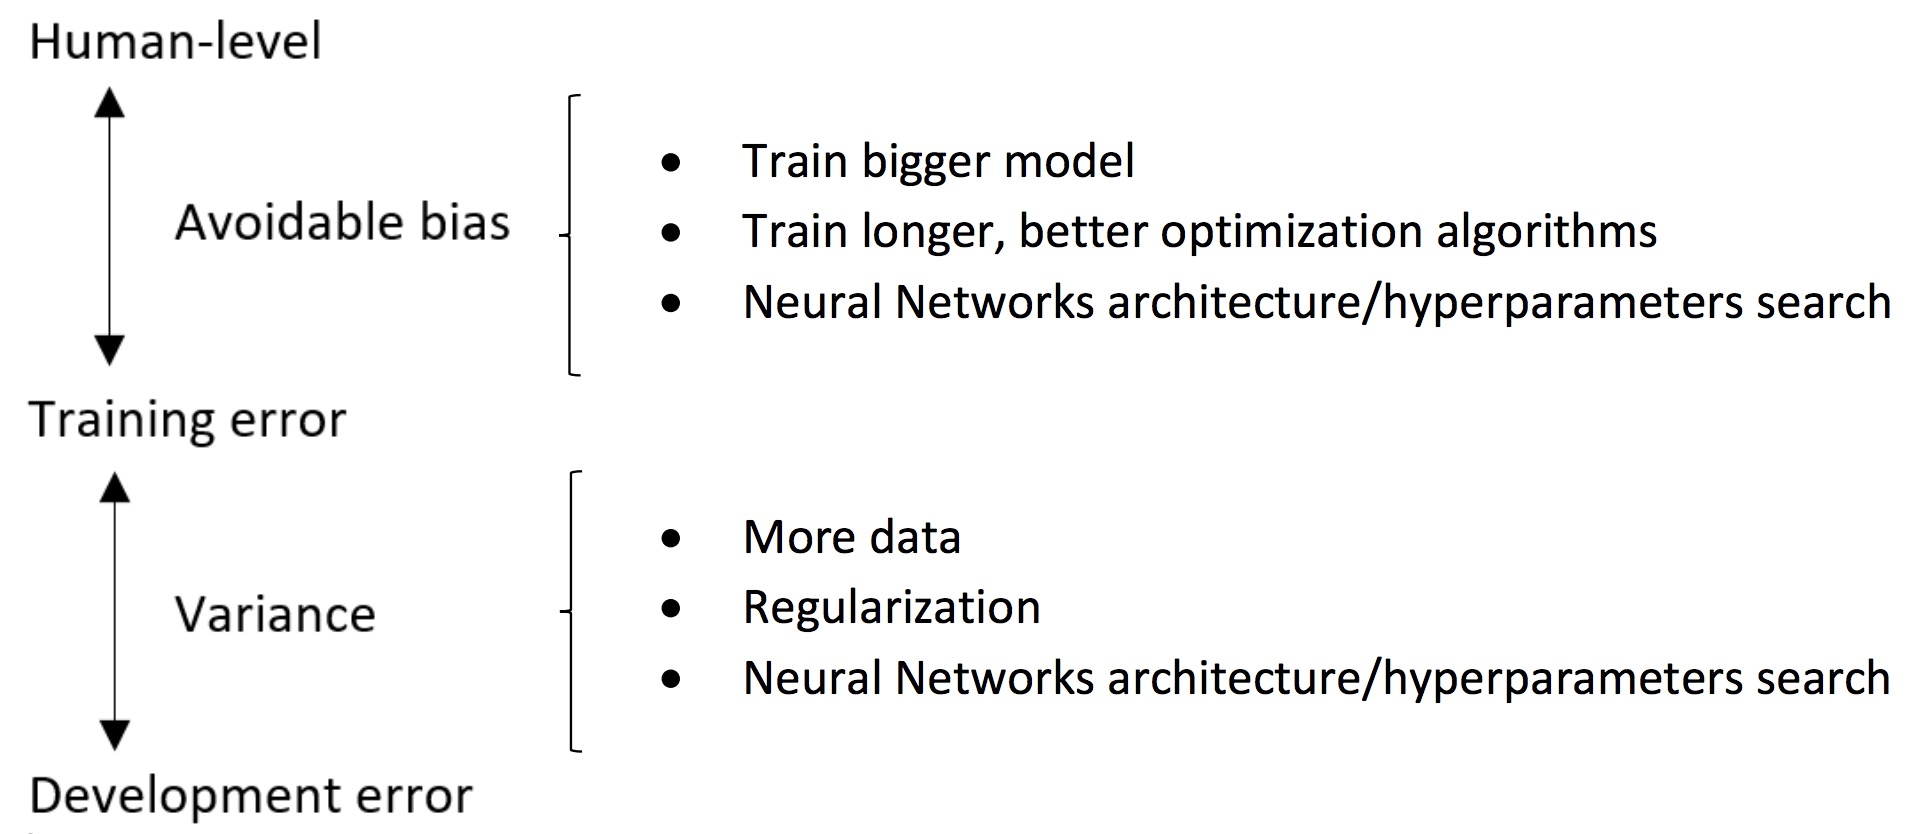 Human-level
Avoidable bias
• Train bigger model
• Train longer, better optimization algorithms
• Neural Networks architecture/hyperparameters search
Training error
Variance
• More data
• Regularization
• Neural Networks architecture/hyperparameters search
Development error